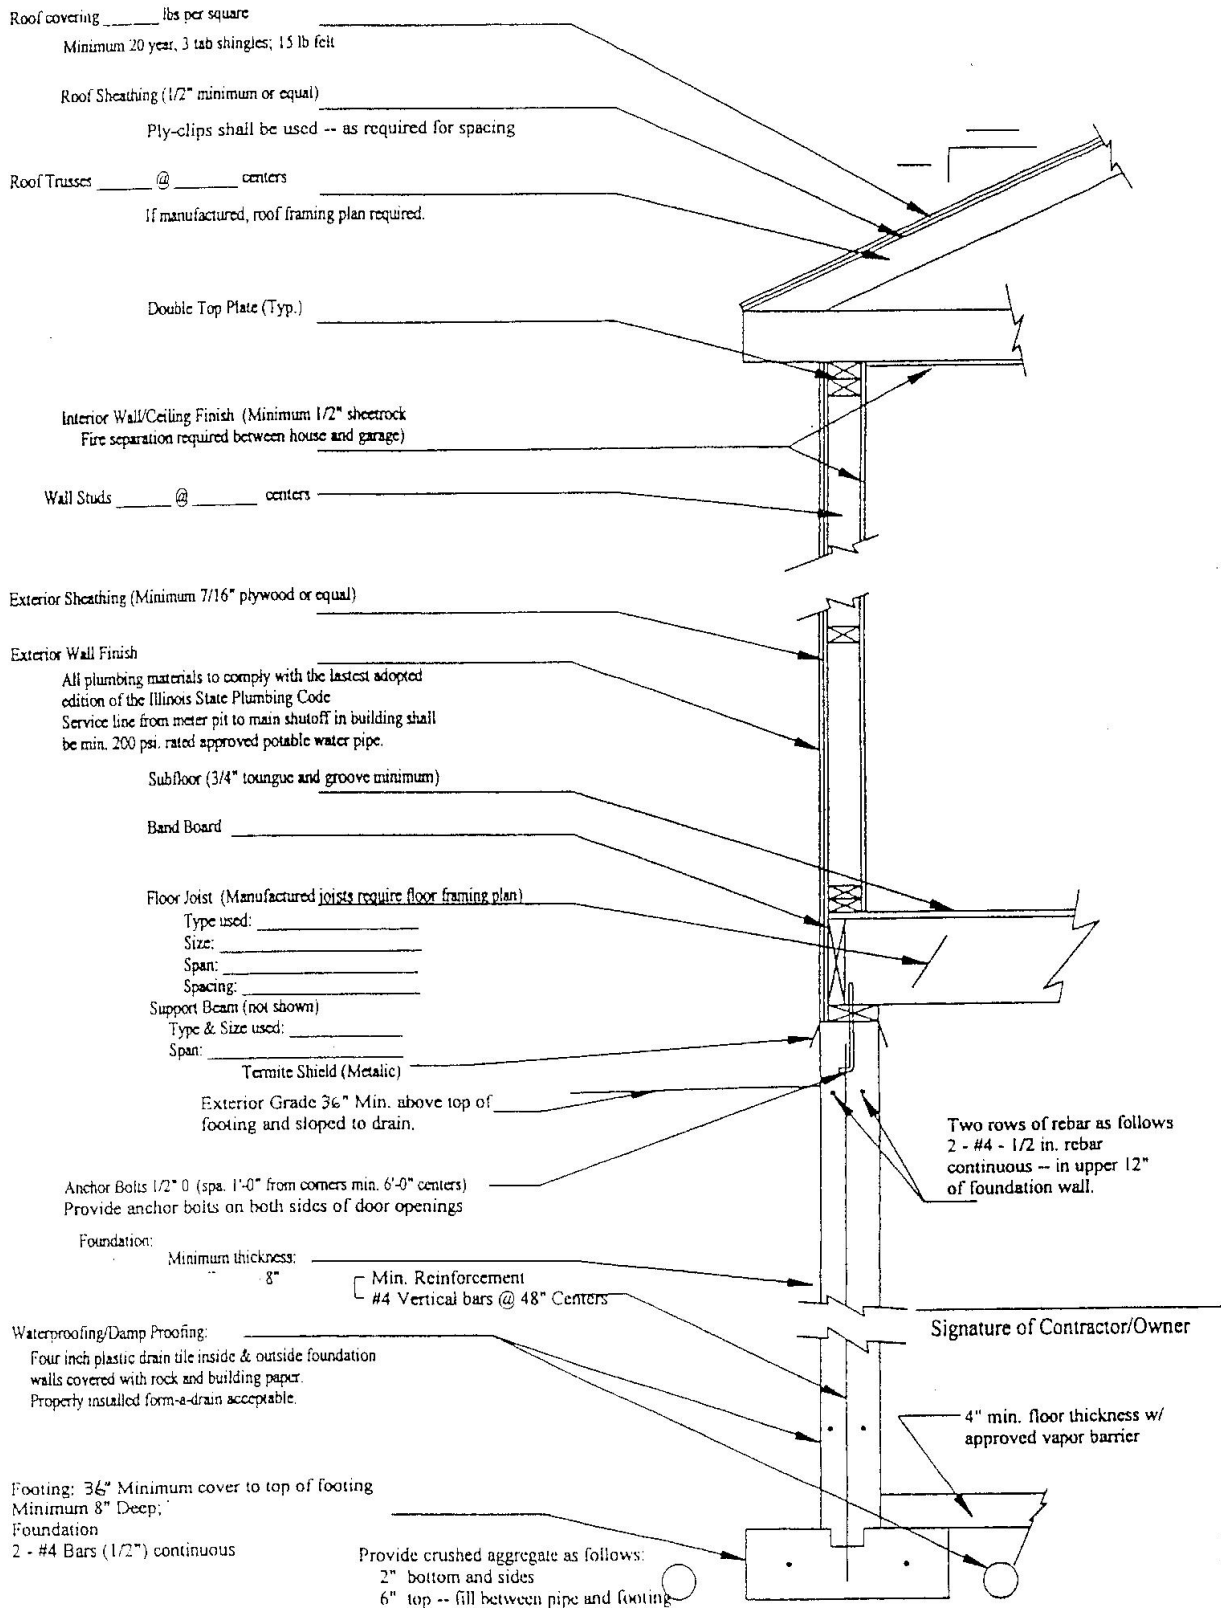 Roof covering ______ lbs per square
Minimum 20 year, 3 tab shingles; 15 lb felt
Roof Sheathing (1/2" minimum or equal)
Ply-clips shall be used -- as required for spacing
Roof Trusses ______ @ ______ centers
If manufactured, roof framing plan required.
Double Top Plate (Typ.)
Interior Wall/Ceiling Finish (Minimum 1/2" sheetrock
Fire separation required between house and garage)
Wall Studs ______ @ ______ centers
Exterior Sheathing (Minimum 7/16" plywood or equal)
Exterior Wall Finish
All plumbing materials to comply with the lastest adopted
edition of the Illinois State Plumbing Code
Service line from meter pit to main shutoff in building shall
be min. 200 psi. rated approved potable water pipe.
Subfloor (3/4" toungue and groove minimum)
Band Board
Floor Joist (Manufactured joists require floor framing plan)
Type used: ______
Size: ______
Span: ______
Spacing: ______
Support Beam (not shown)
Type & Size used: ______
Span: ______
Termite Shield (Metalic)
Exterior Grade 36" Min. above top of
footing and sloped to drain.
Two rows of rebar as follows
2 - #4 - 1/2 in. rebar
continuous -- in upper 12"
of foundation wall.
Anchor Bolts 1/2" 0 (spa. 1'-0" from corners min. 6'-0" centers)
Provide anchor bolts on both sides of door openings
Foundation:
Minimum thickness:
8"
Min. Reinforcement
#4 Vertical bars @ 48" Centers
Signature of Contractor/Owner
Waterproofing/Damp Proofing:
Four inch plastic drain tile inside & outside foundation
walls covered with rock and building paper.
Properly installed form-a-drain acceptable.
4" min. floor thickness w/
approved vapor barrier
Footing: 36" Minimum cover to top of footing
Minimum 8" Deep;
Foundation
2 - #4 Bars (1/2") continuous
Provide crushed aggregate as follows:
2" bottom and sides
6" top -- fill between pipe and footing